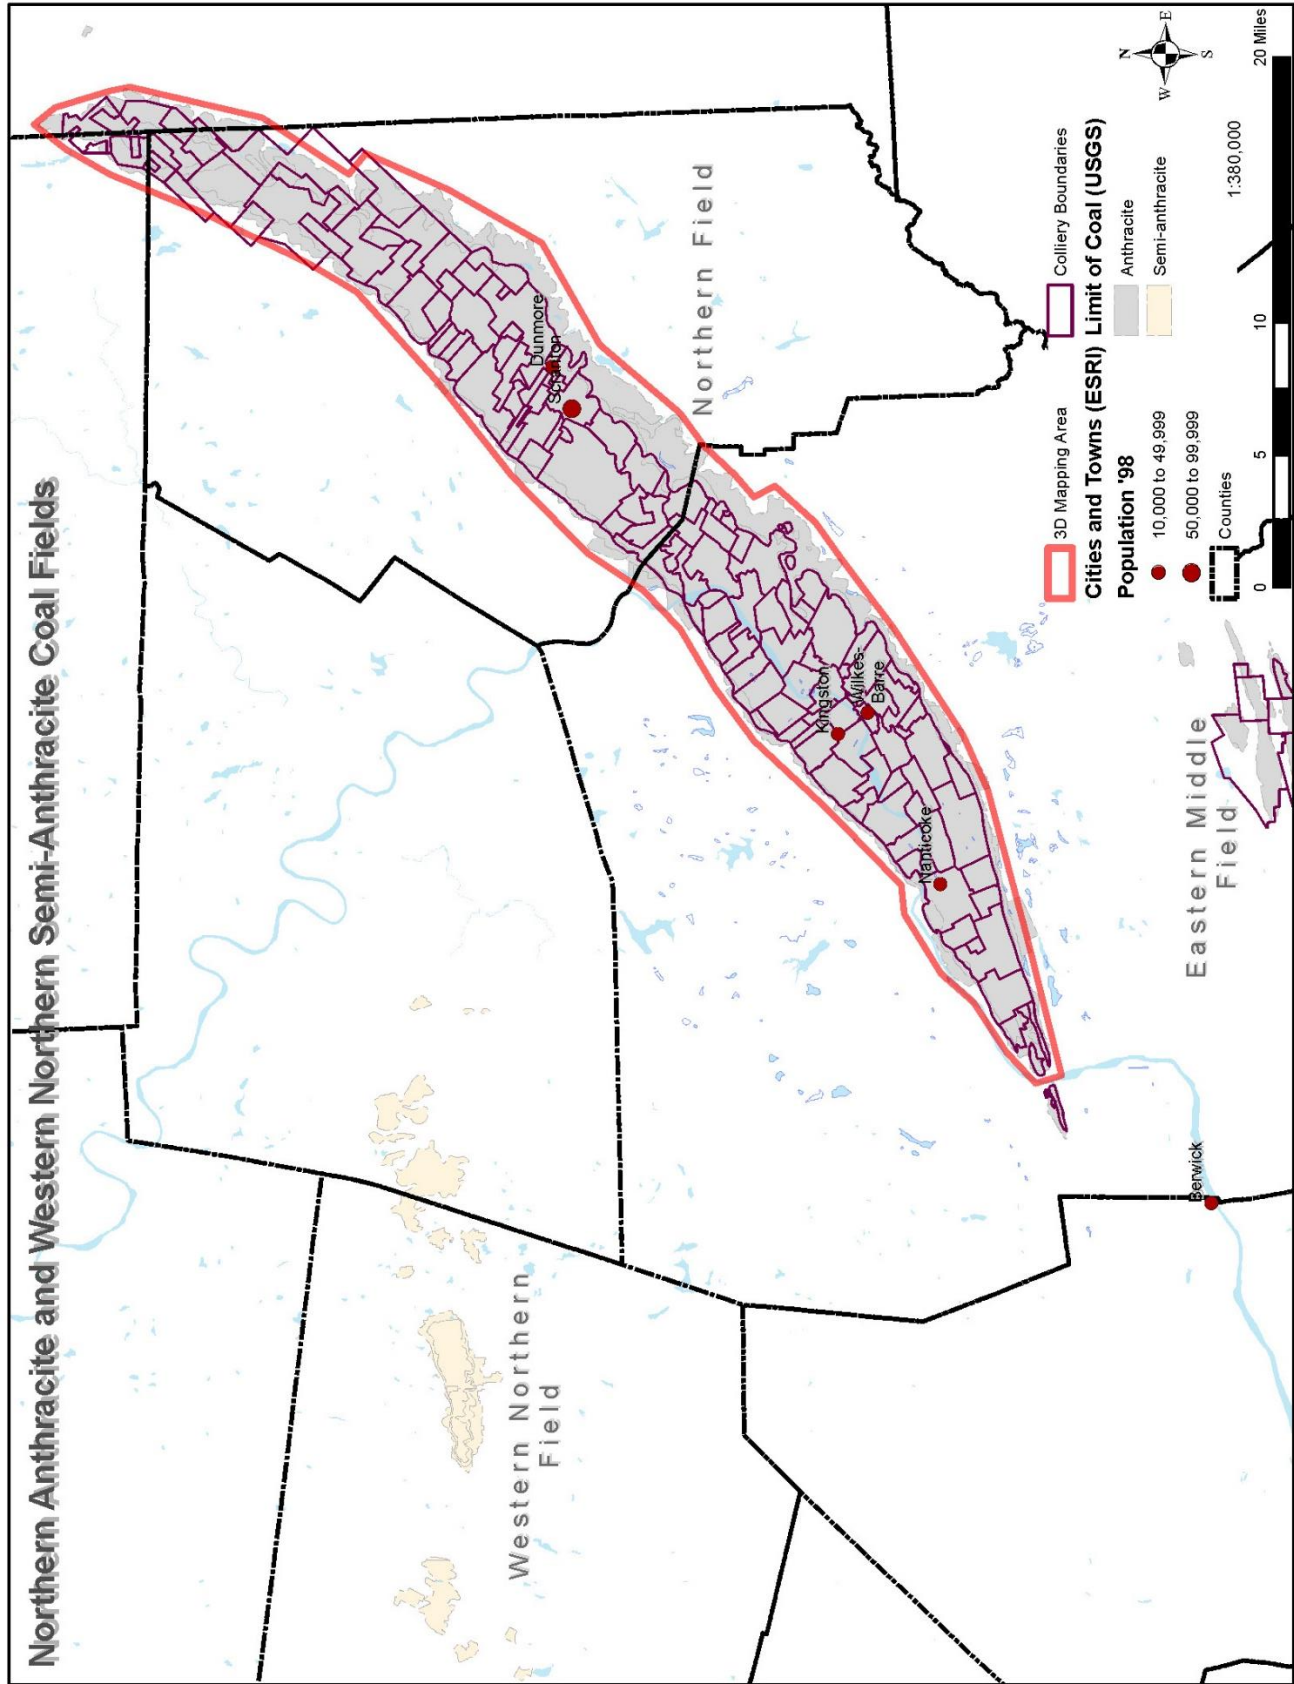 Northern Anthracite and Western Northern Semi-Anthracite Coal Fields
Dunmore
Scranton
Northern Field
Kingston
Wilkes-
Barre
Nanticoke
Western Northern
Field
Eastern Middle
Field
Berwick
N
W
E
S
3D Mapping Area
Colliery Boundaries
Cities and Towns (ESRI)
Population '98
10,000 to 49,999
50,000 to 99,999
Counties
Limit of Coal (USGS)
Anthracite
Semi-anthracite
1:380,000
0 5 10 20 Miles